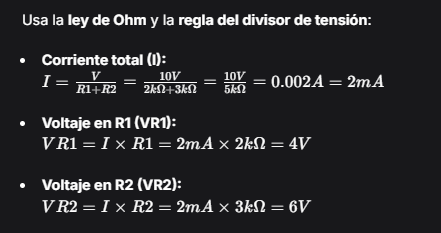 Usa la ley de Ohm y la regla del divisor de tensión:
• Corriente total (I):
I = V/(R1+R2) = 10V/(2kΩ+3kΩ) = 10V/5kΩ = 0.002A = 2mA
• Voltaje en R1 (VR1):
VR1 = I × R1 = 2mA × 2kΩ = 4V
• Voltaje en R2 (VR2):
VR2 = I × R2 = 2mA × 3kΩ = 6V